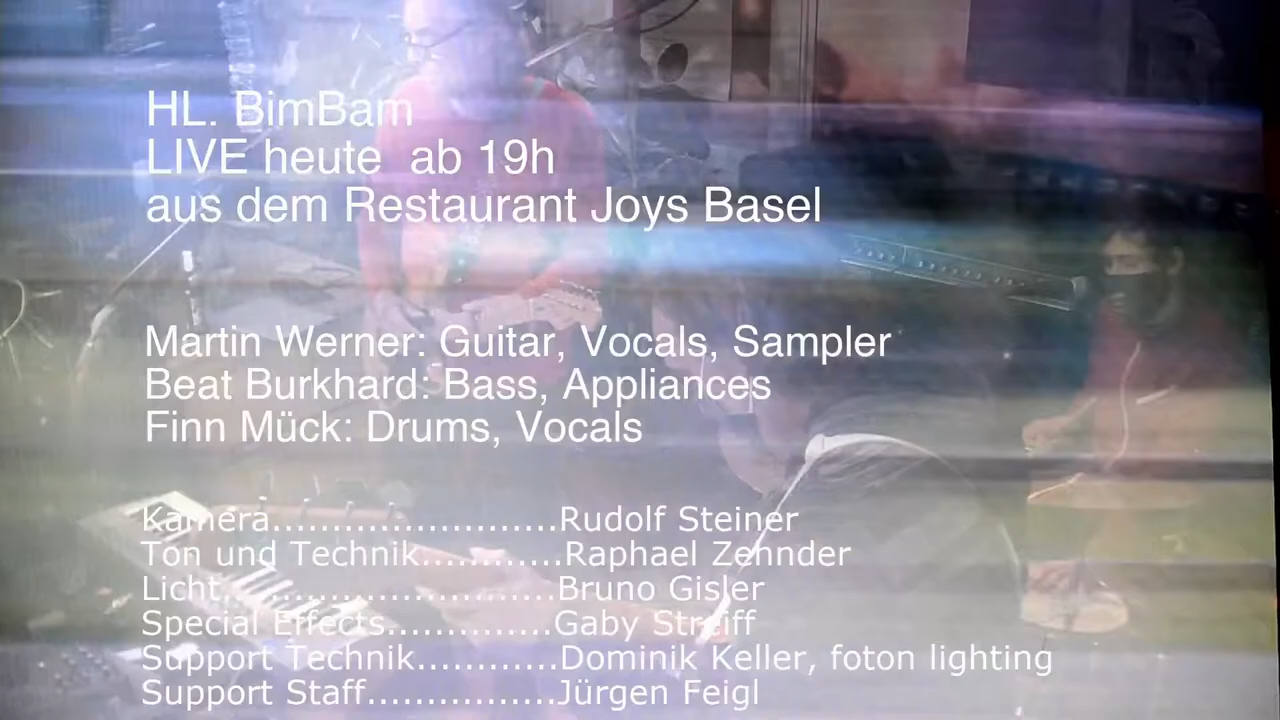 HL. BimBam
LIVE heute  ab 19h
aus dem Restaurant Joys Basel
Martin Werner: Guitar, Vocals, Sampler
Beat Burkhard: Bass, Appliances
Finn Mück: Drums, Vocals
Kamera........................Rudolf Steiner
Ton und Technik............Raphael Zehnder
Licht............................Bruno Gisler
Special Effects..............Gaby Streiff
Support Technik............Dominik Keller, foton lighting
Support Staff................Jürgen Feigl